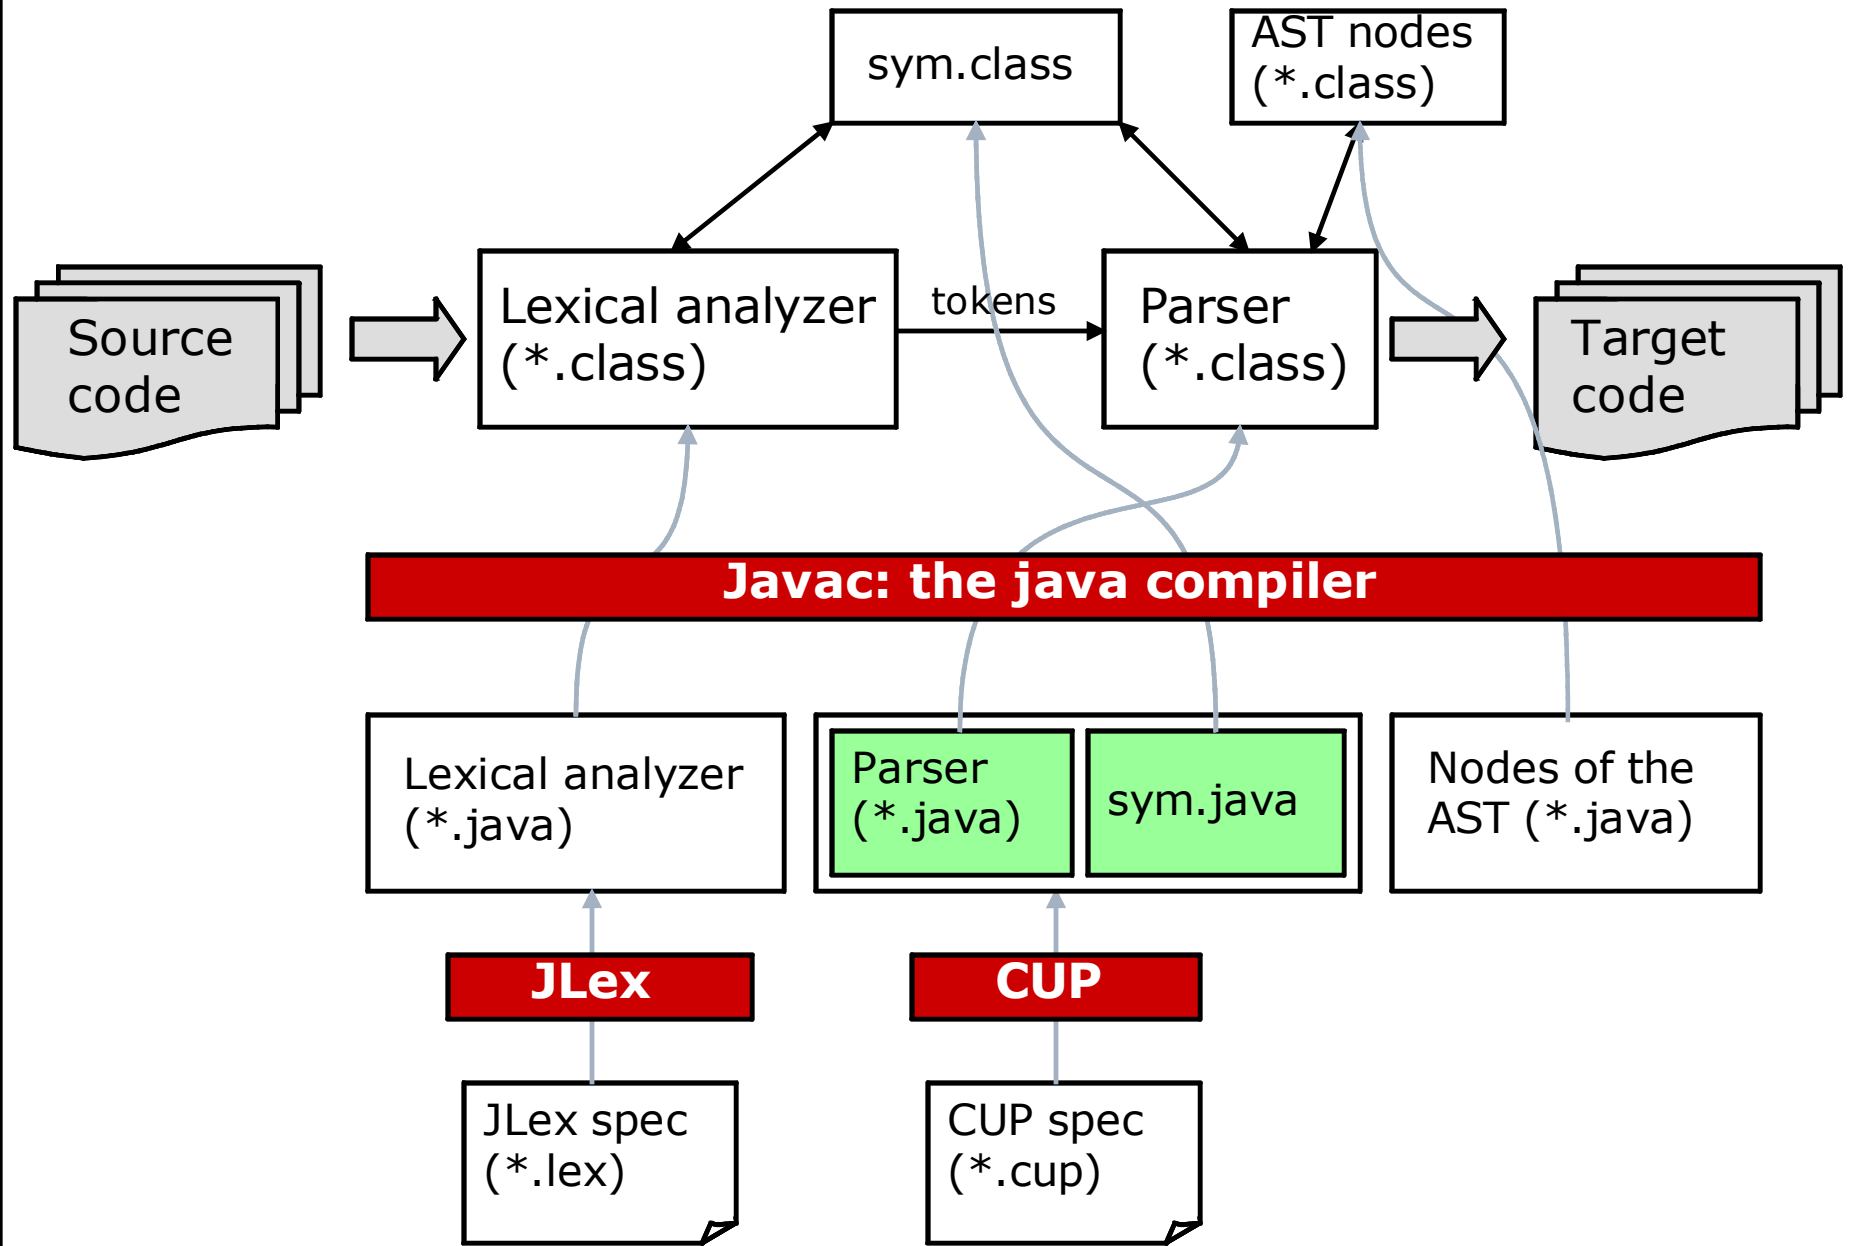 sym.class
AST nodes
(*.class)
Source
code
Lexical analyzer
(*.class)
tokens
Parser
(*.class)
Target
code
Javac: the java compiler
Lexical analyzer
(*.java)
Parser
(*.java)
sym.java
Nodes of the
AST (*.java)
JLex
CUP
JLex spec
(*.lex)
CUP spec
(*.cup)